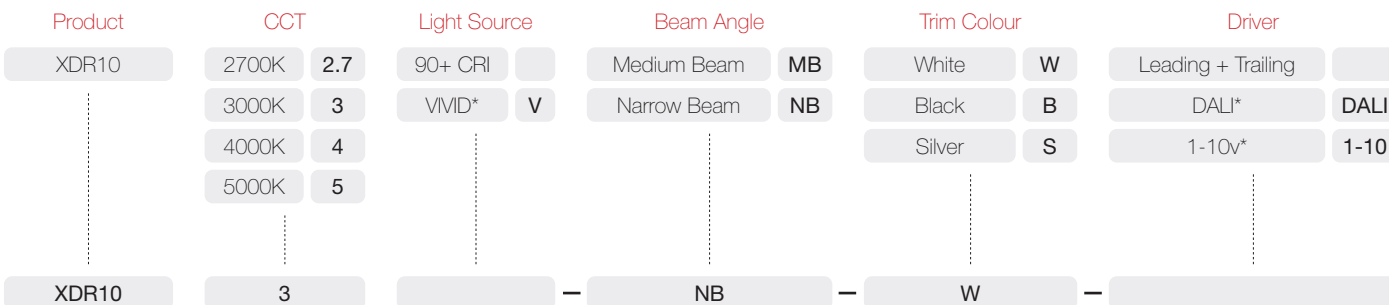 Product CCT Light Source Beam Angle Trim Colour Driver
XDR10 2700K 2.7 90+ CRI Medium Beam MB White W Leading + Trailing
3000K 3 VIVID* V Narrow Beam NB Black B DALI* DALI
4000K 4 Silver S 1-10v* 1-10
5000K 5
XDR10 3 – NB – W –